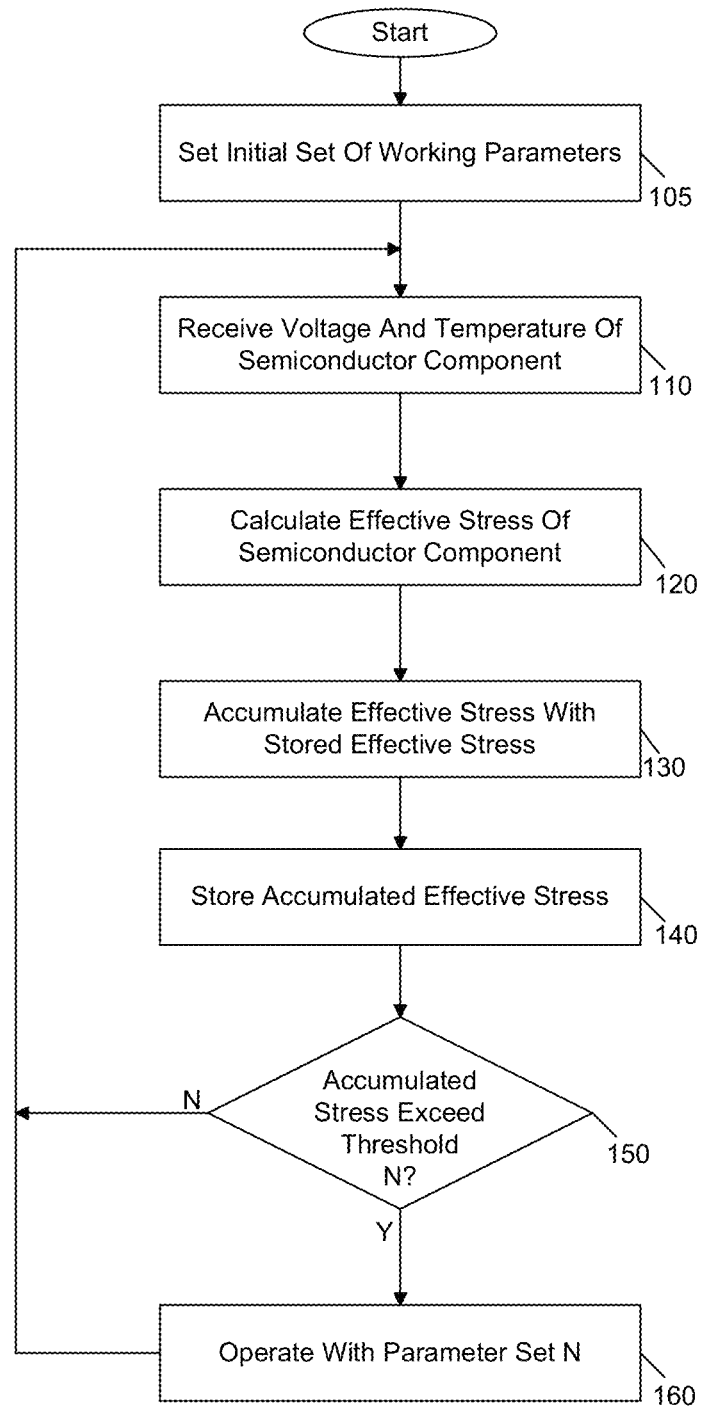 Start
Set Initial Set Of Working Parameters
105
Receive Voltage And Temperature Of
Semiconductor Component
110
Calculate Effective Stress Of
Semiconductor Component
120
Accumulate Effective Stress With
Stored Effective Stress
130
Store Accumulated Effective Stress
140
Accumulated
Stress Exceed
Threshold
N?
N
150
Y
Operate With Parameter Set N
160